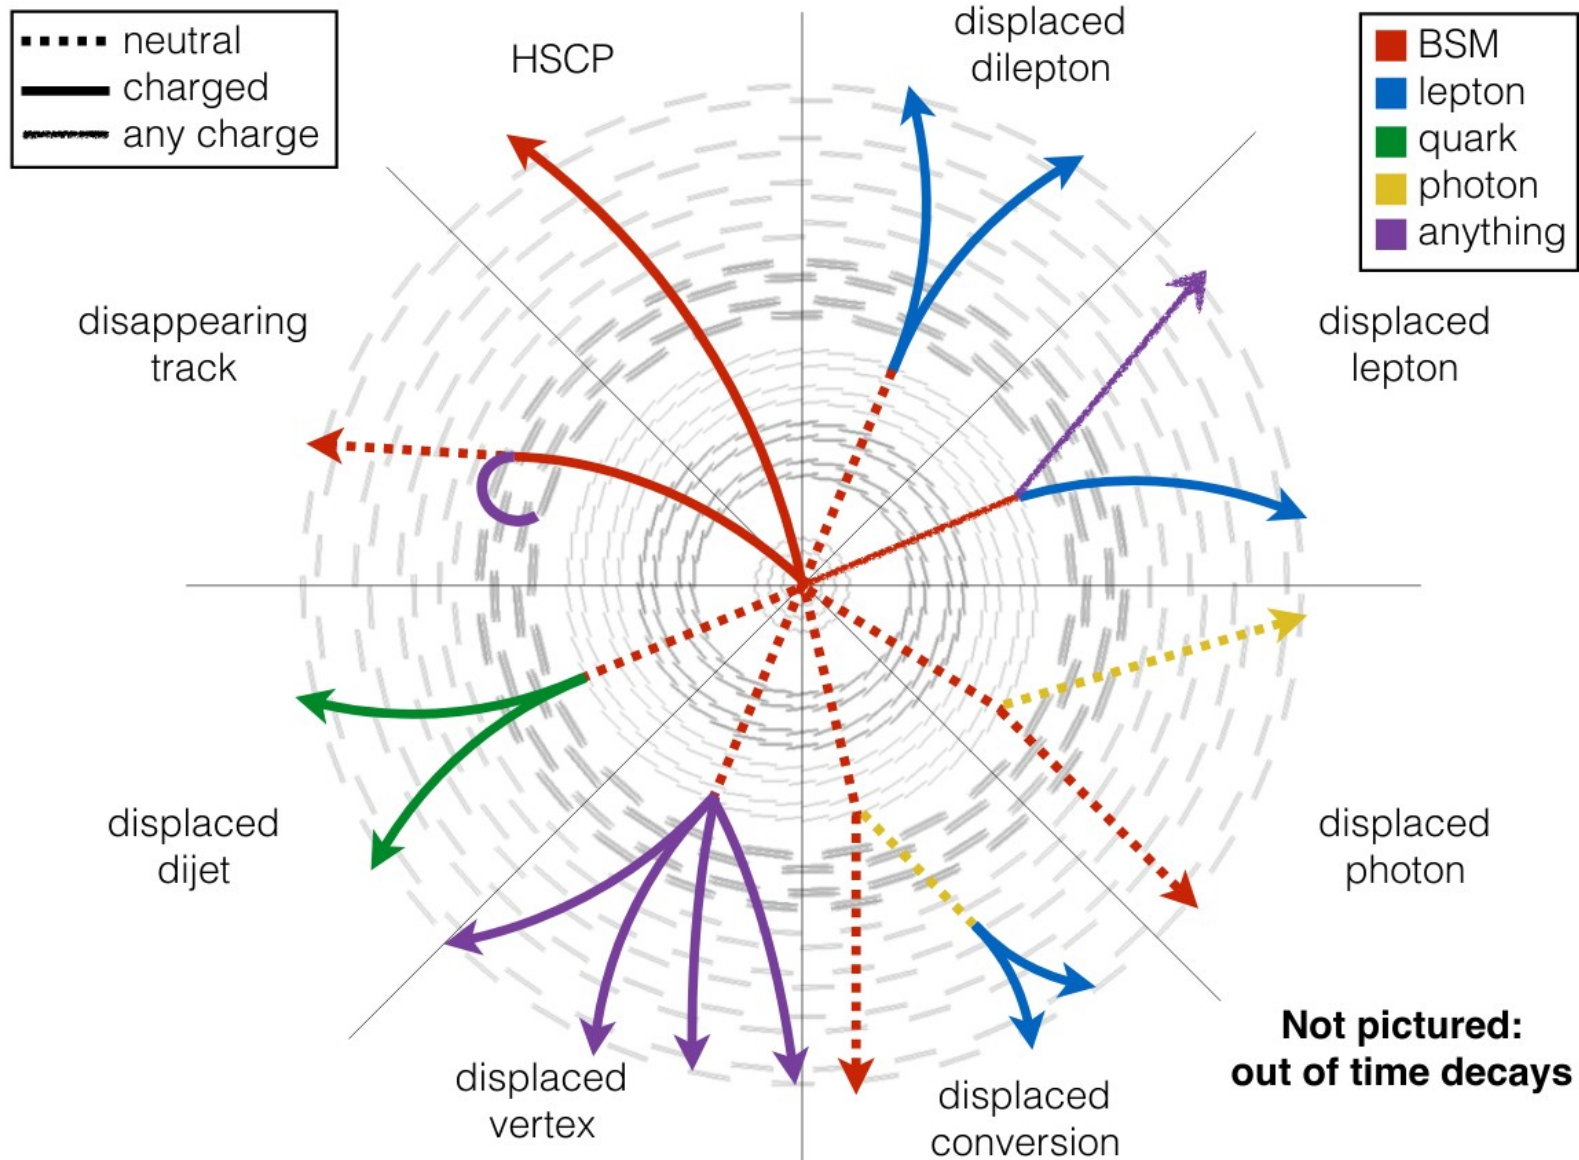 neutral
charged
any charge
HSCP
displaced
dilepton
BSM
lepton
quark
photon
anything
disappearing
track
displaced
lepton
displaced
dijet
displaced
photon
displaced
vertex
displaced
conversion
Not pictured:
out of time decays